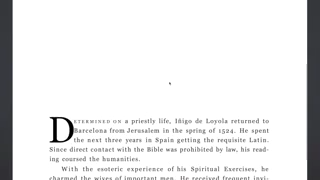 DETERMINED ON a priestly life, Iñigo de Loyola returned to
Barcelona from Jerusalem in the spring of 1524. He spent
the next three years in Spain getting the requisite Latin.
Since direct contact with the Bible was prohibited by law, his read-
ing coursed the humanities.
With the esoteric experience of his Spiritual Exercises, he
charmed the wives of important men. He received frequent invi-